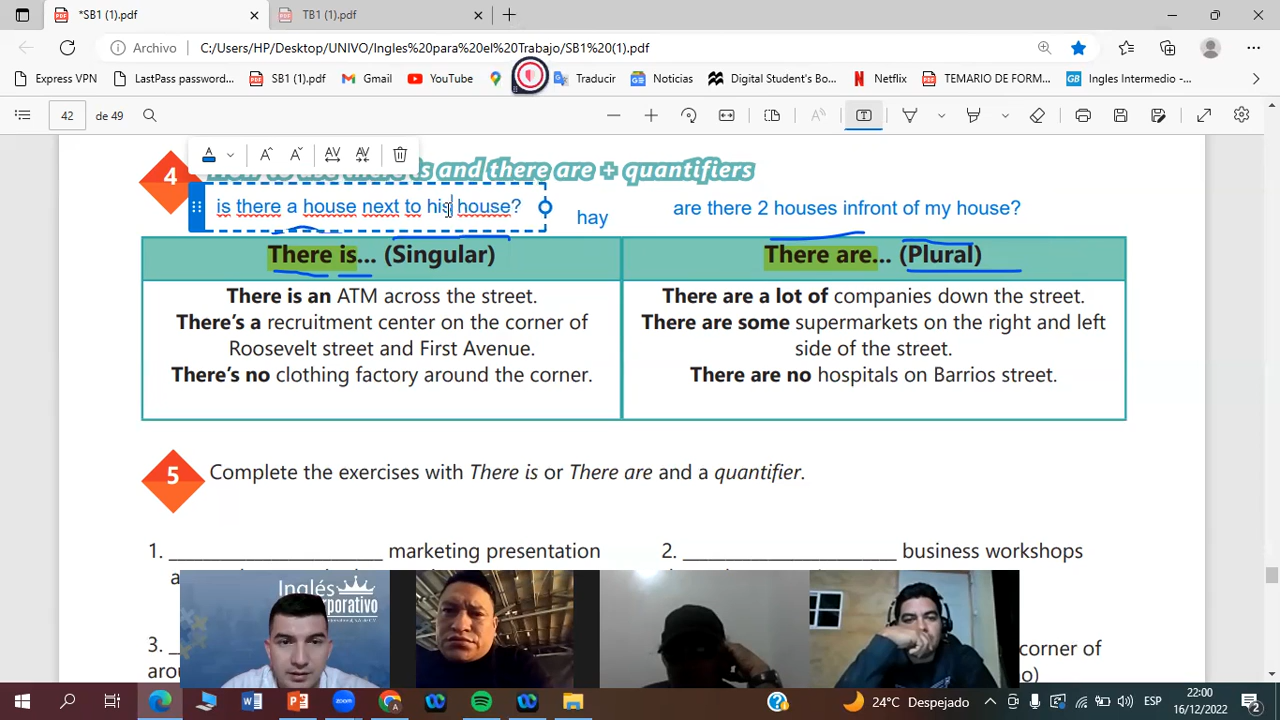 *SB1 (1).pdf
TB1 (1).pdf
Archivo
C:/Users/HP/Desktop/UNIVO/Ingles%20para%20el%20Trabajo/SB1%20(1).pdf
Express VPN
LastPass password...
SB1 (1).pdf
Gmail
YouTube
Traducir
Noticias
Digital Student's Bo...
Netflix
TEMARIO DE FORM...
Ingles Intermedio -...
42 de 49
4
is and there are + quantifiers
is there a house next to his house?
hay
are there 2 houses infront of my house?
There is... (Singular)
There are... (Plural)
There is an ATM across the street.
There's a recruitment center on the corner of
Roosevelt street and First Avenue.
There's no clothing factory around the corner.
There are a lot of companies down the street.
There are some supermarkets on the right and left
side of the street.
There are no hospitals on Barrios street.
5
Complete the exercises with There is or There are and a quantifier.
1. ______________________ marketing presentation
2. ______________________ business workshops
3.
corner of
Inglés
24°C Despejado
ESP
22:00
16/12/2022
2